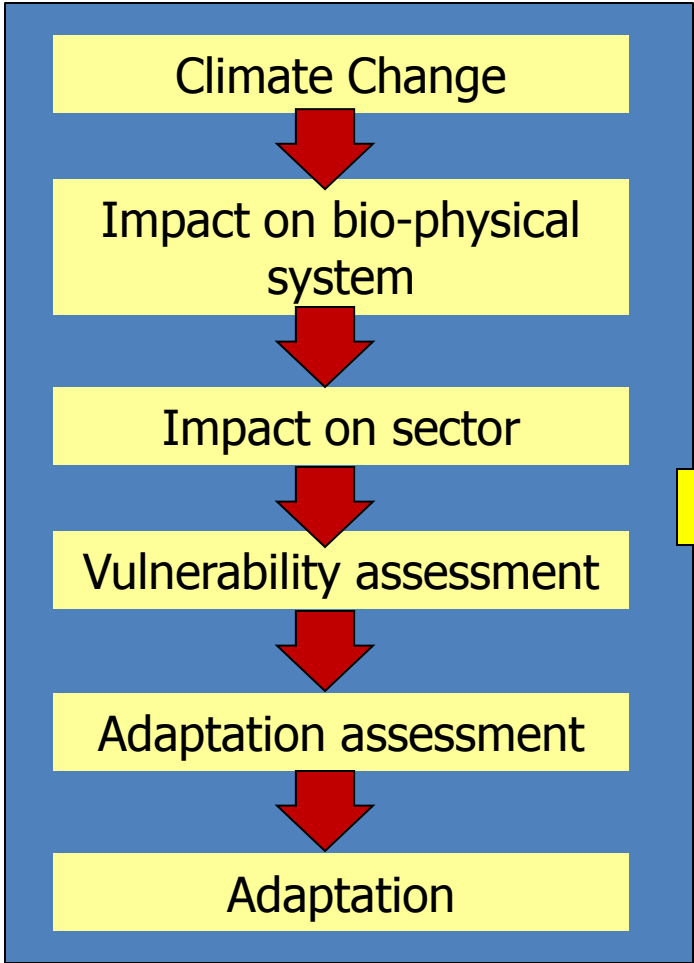 Climate Change
Impact on bio-physical
system
Impact on sector
Vulnerability assessment
Adaptation assessment
Adaptation